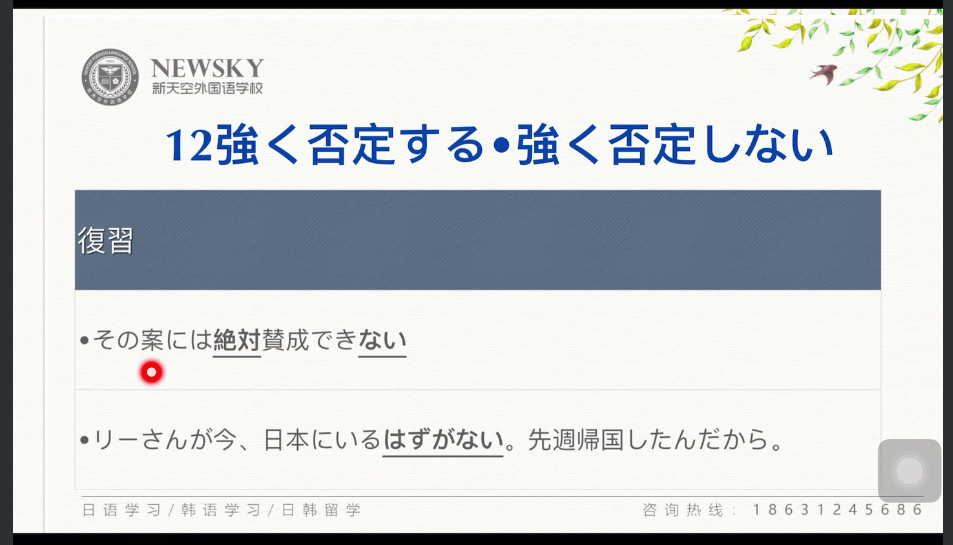 NEWSKY
新天空外国语学校
12強く否定する•強く否定しない
復習
•その案には絶対賛成できない
•リーさんが今、日本にいるはずがない。先週帰国したんだから。
日语学习/韩语学习/日韩留学
咨询热线：18631245686